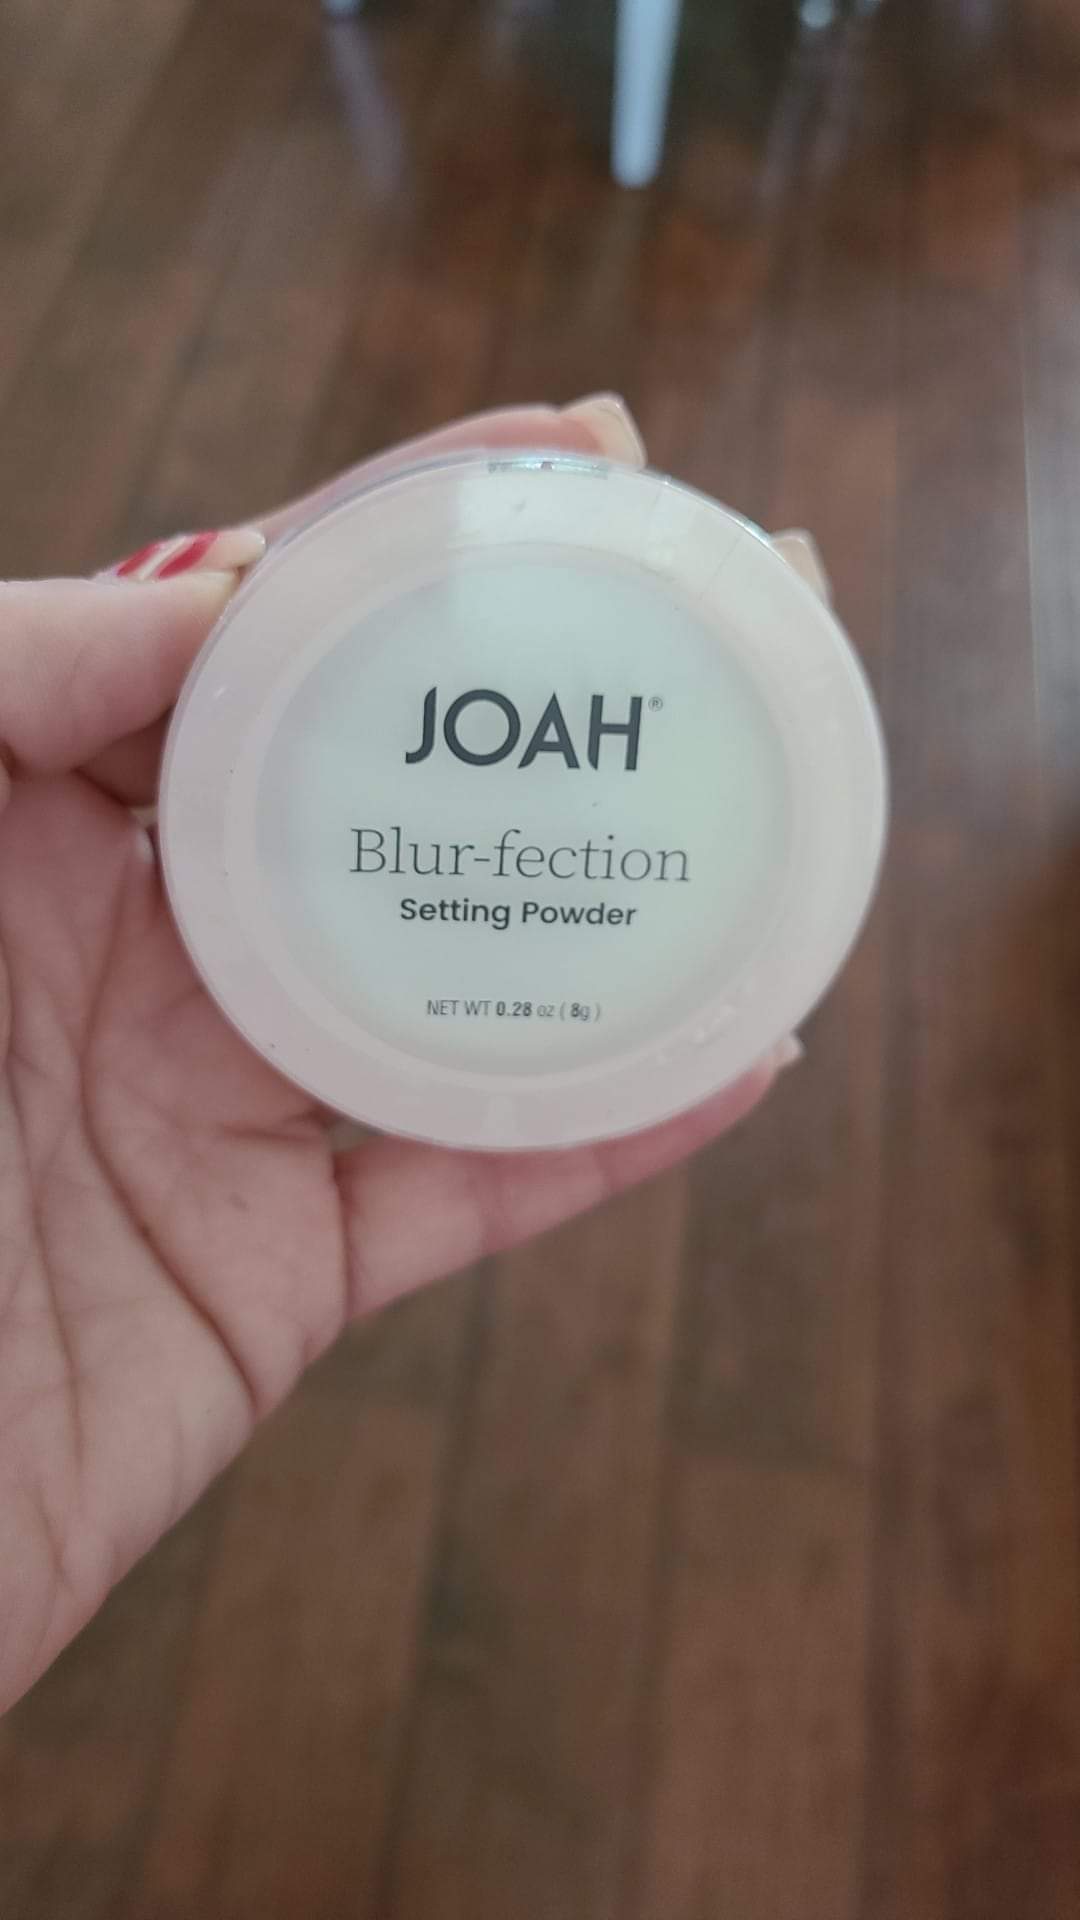 JOAH®
Blur-fection
Setting Powder
NET WT 0.28 oz ( 8g )